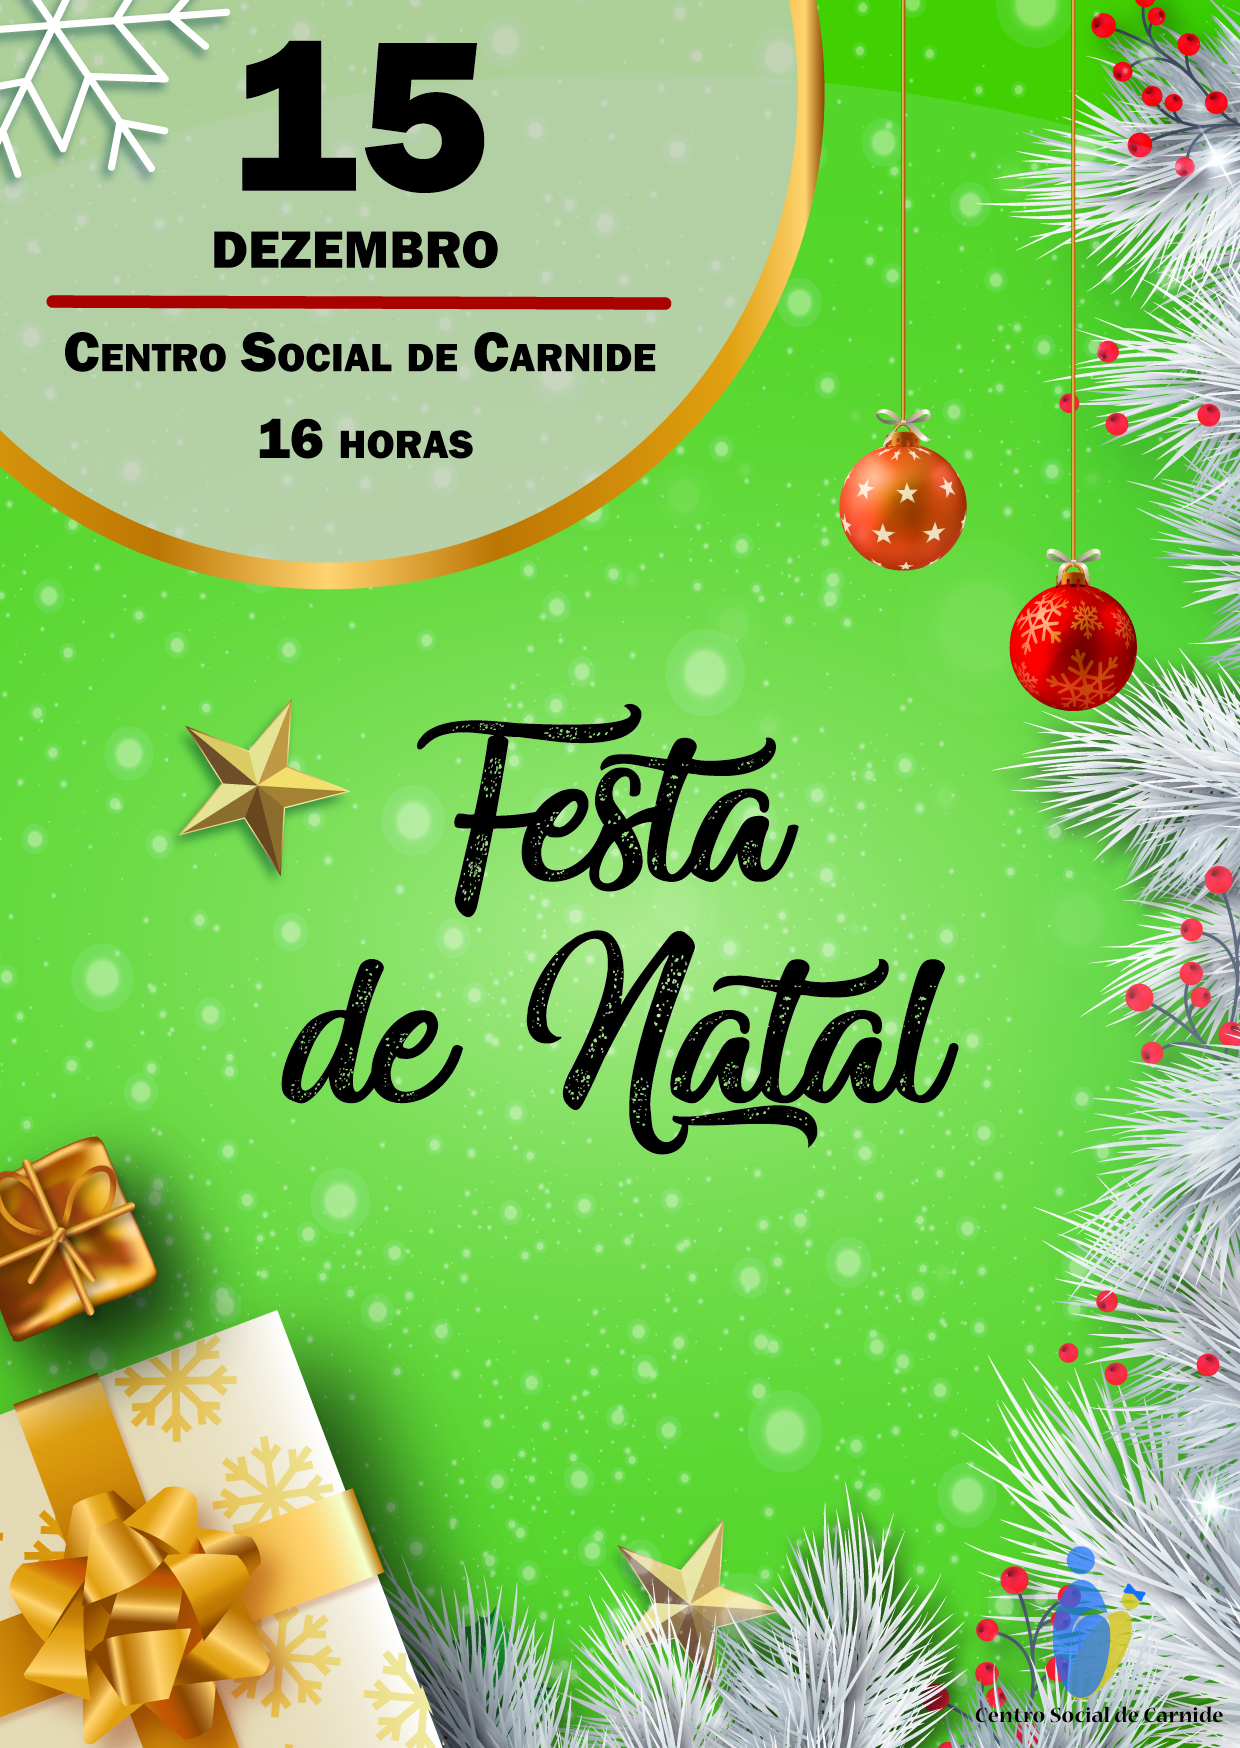 15
DEZEMBRO
CENTRO SOCIAL DE CARNIDE
16 HORAS
Festa
de Natal
Centro Social de Carnide